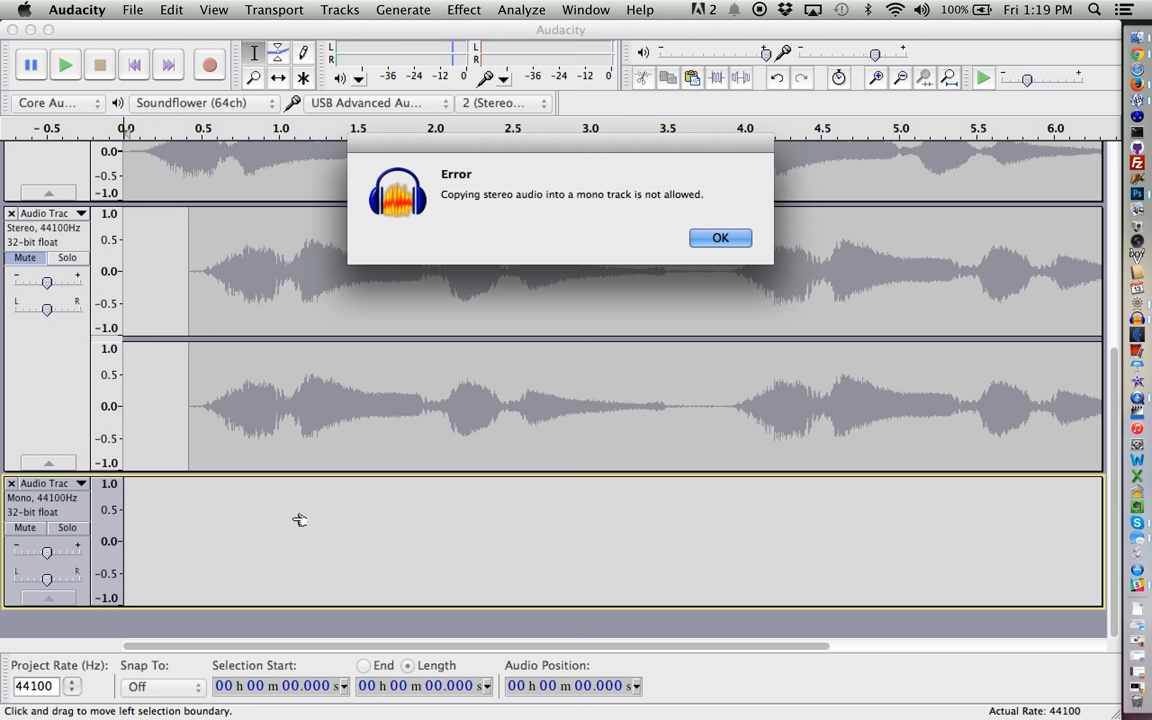 Audacity File Edit View Transport Tracks Generate Effect Analyze Window Help 2 100% Fri 1:19 PM
Audacity
L
R
-36 -24 -12 0
L
R
-36 -24 -12 0
Core Au... Soundflower (64ch) USB Advanced Au... 2 (Stereo...
- 0.5 0.0 0.5 1.0 1.5 2.0 2.5 3.0 3.5 4.0 4.5 5.0 5.5 6.0
0.0-
-0.5-
-1.0
Error
Copying stereo audio into a mono track is not allowed.
OK
Audio Trac
Stereo, 44100Hz
32-bit float
Mute Solo
- +
L R
1.0
0.5-
0.0-
-0.5-
-1.0
1.0
0.5-
0.0-
-0.5-
-1.0
Audio Trac
Mono, 44100Hz
32-bit float
Mute Solo
- +
L R
1.0
0.5-
0.0-
-0.5-
-1.0
Project Rate (Hz): Snap To: Selection Start: End Length Audio Position:
44100 Off 00 h 00 m 00.000 s 00 h 00 m 00.000 s 00 h 00 m 00.000 s
Click and drag to move left selection boundary. Actual Rate: 44100